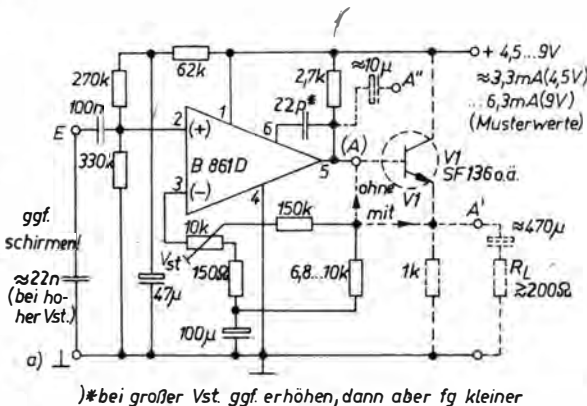 270k
62k
100n
E
330k
2
(+)
3
(-)
B 861D
1
6
5
4
22p*
2,7k
≈10µ
A"
(A)
+ 4,5...9V
≈3,3mA(4,5V)
...6,3mA(9V)
(Musterwerte)
V1
SF136o.ä.
V1
ohne
mit
A'
≈470µ
RL
≧200Ω
1k
150k
6,8...10k
10k
Vst
150Ω
100µ
47µ
ggf.
schirmen!
≈22n
(bei ho-
her Vst.)
a) ⊥
)*bei großer Vst. ggf. erhöhen, dann aber fg kleiner